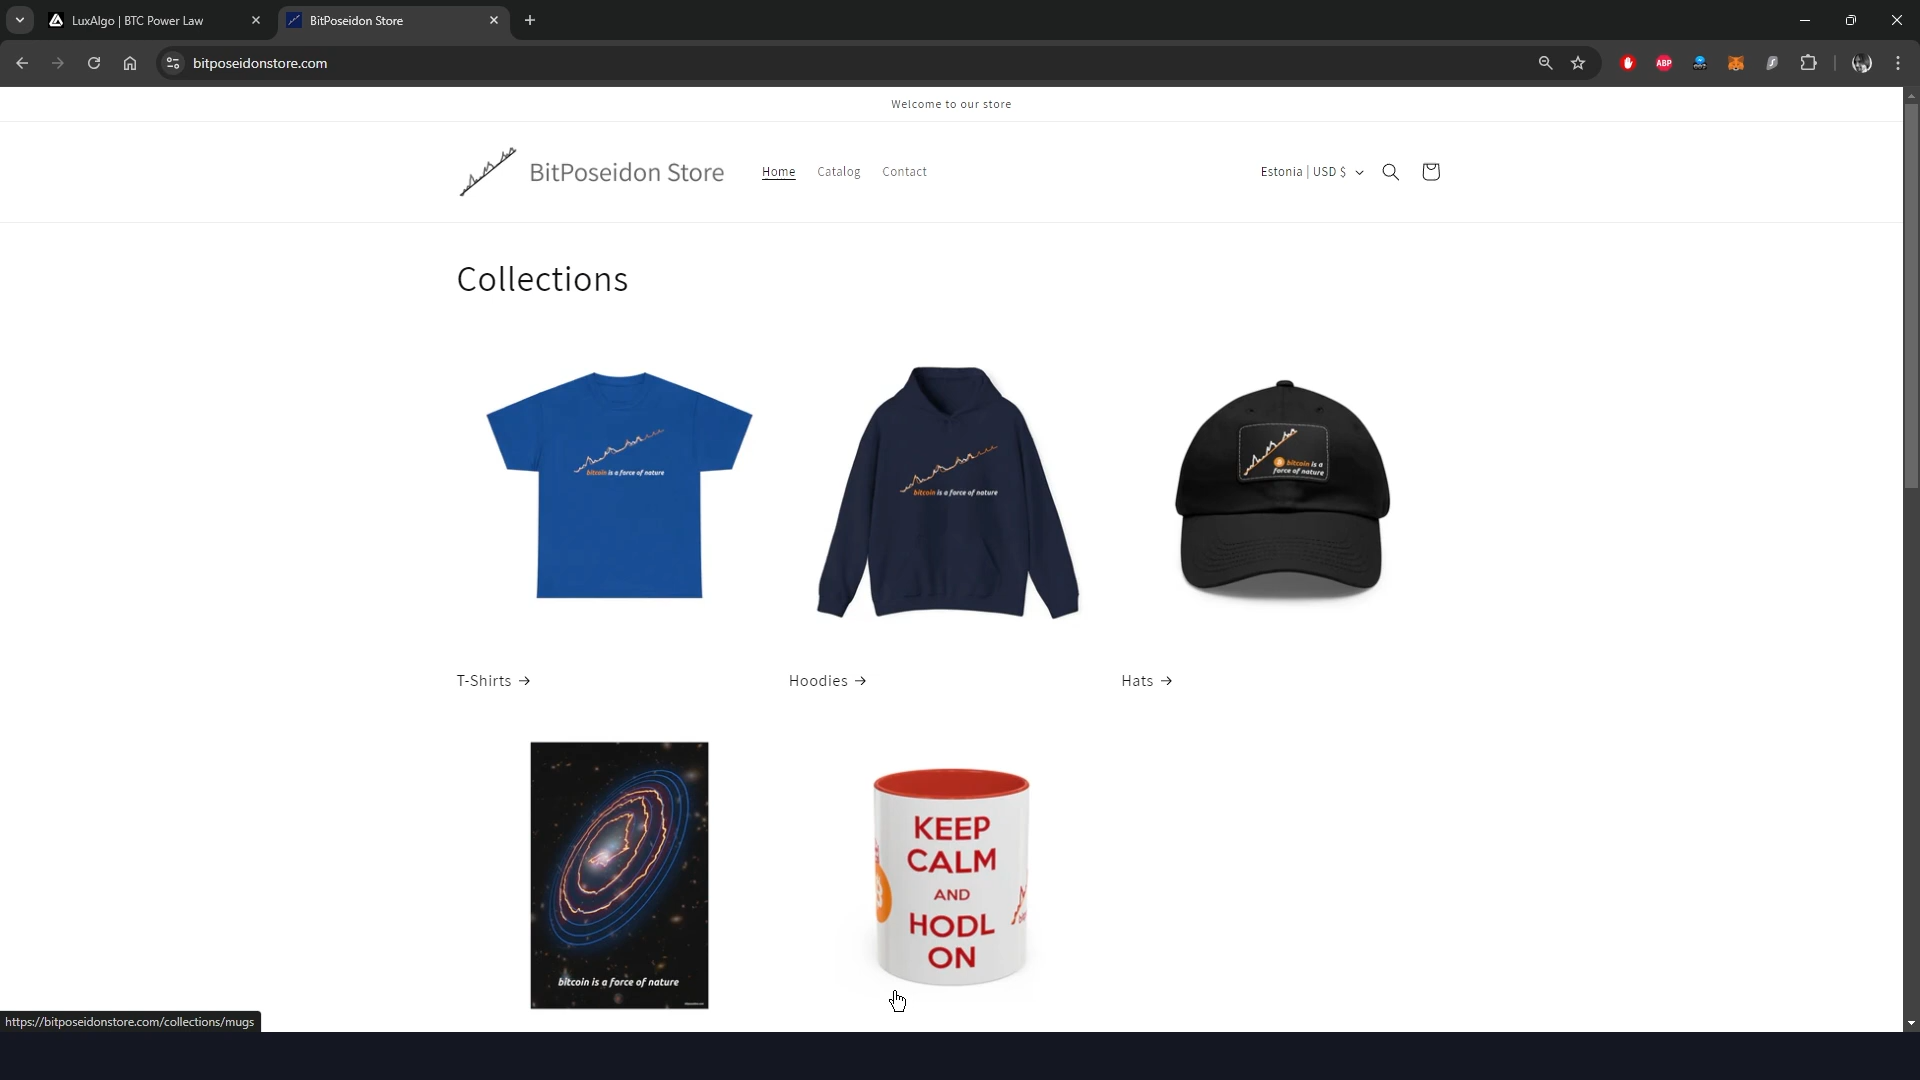 LuxAlgo | BTC Power Law
BitPoseidon Store
bitposeidonstore.com
ABP
Welcome to our store
BitPoseidon Store
Home
Catalog
Contact
Estonia | USD $
Collections
bitcoin is a force of nature
bitcoin is a force of nature
bitcoin is a
force of nature
T-Shirts →
Hoodies →
Hats →
bitcoin is a force of nature
KEEP
CALM
AND
HODL
ON
https://bitposeidonstore.com/collections/mugs